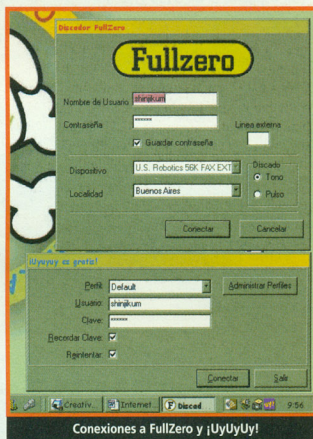 Discador FullZero
Fullzero
Nombre de Usuario shinjikum
Contraseña ****** Línea externa
Guardar contraseña
Dispositivo U.S. Robotics 56K FAX EXT Discado
Tono
Localidad Buenos Aires
Pulso
Conectar Cancelar
¡Uyuyuy es gratis!
Perfil: Default Administrar Perfiles
Usuario: shinjikum
Clave: ******
Recordar Clave:
Reintentar:
Conectar Salir
Creativ... Internet... Discad 9:56
Conexiones a FullZero y ¡UyUyUy!